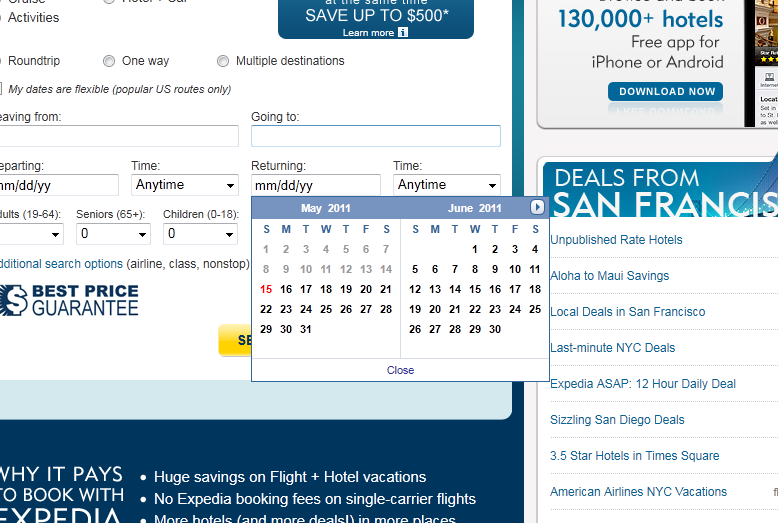 Activities
Hotel + Car
at the same time
SAVE UP TO $500*
Learn more
Roundtrip
One way
Multiple destinations
My dates are flexible (popular US routes only)
eaving from:
Going to:
eparting:
Time:
Returning:
Time:
mm/dd/yy
Anytime
mm/dd/yy
Anytime
dults (19-64):
Seniors (65+):
Children (0-18):
0
0
May 2011
S M T W T F S
1 2 3 4 5 6 7
8 9 10 11 12 13 14
15 16 17 18 19 20 21
22 23 24 25 26 27 28
29 30 31
June 2011
S M T W T F S
1 2 3 4
5 6 7 8 9 10 11
12 13 14 15 16 17 18
19 20 21 22 23 24 25
26 27 28 29 30
Close
dditional search options (airline, class, nonstop)
BEST PRICE
GUARANTEE
SE
WHY IT PAYS
TO BOOK WITH
EXPEDIA
• Huge savings on Flight + Hotel vacations
• No Expedia booking fees on single-carrier flights
• More hotels (and more deals!) in more places
130,000+ hotels
Free app for
iPhone or Android
DOWNLOAD NOW
DEALS FROM
SAN FRANCIS
Unpublished Rate Hotels
Aloha to Maui Savings
Local Deals in San Francisco
Last-minute NYC Deals
Expedia ASAP: 12 Hour Daily Deal
Sizzling San Diego Deals
3.5 Star Hotels in Times Square
American Airlines NYC Vacations